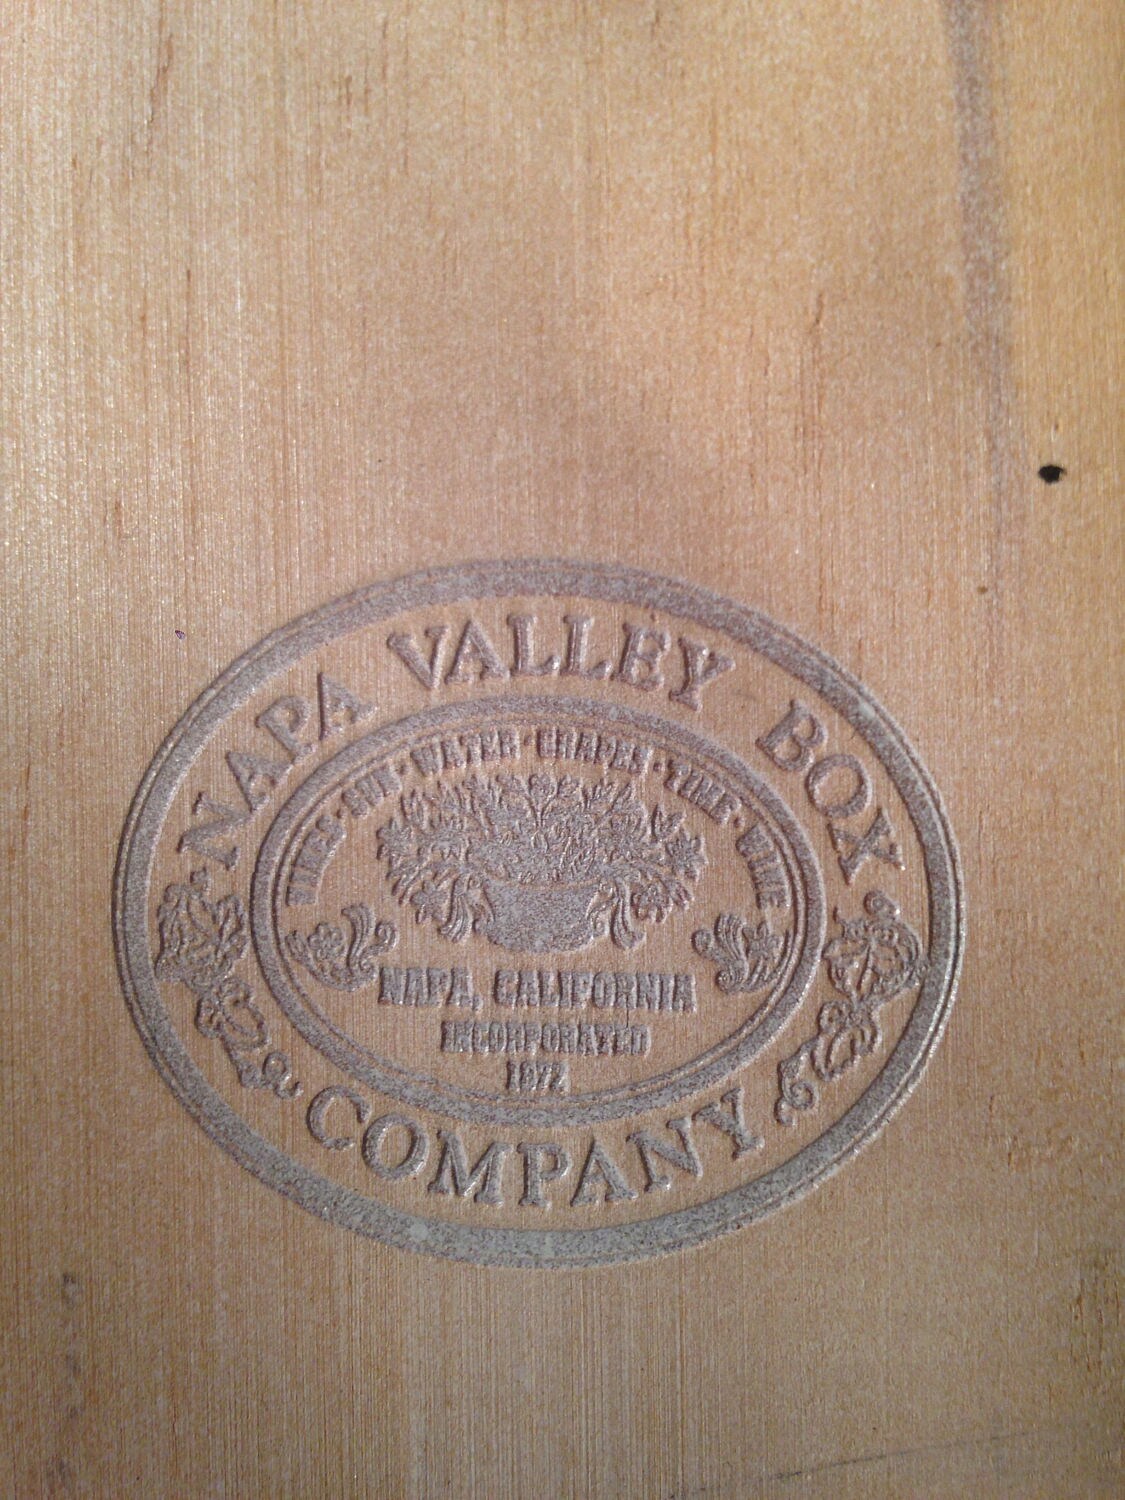 NAPA VALLEY BOX
COMPANY
VINES · SUN · WATER · GRAPES · TIME · WINE
NAPA, CALIFORNIA
INCORPORATED
1972